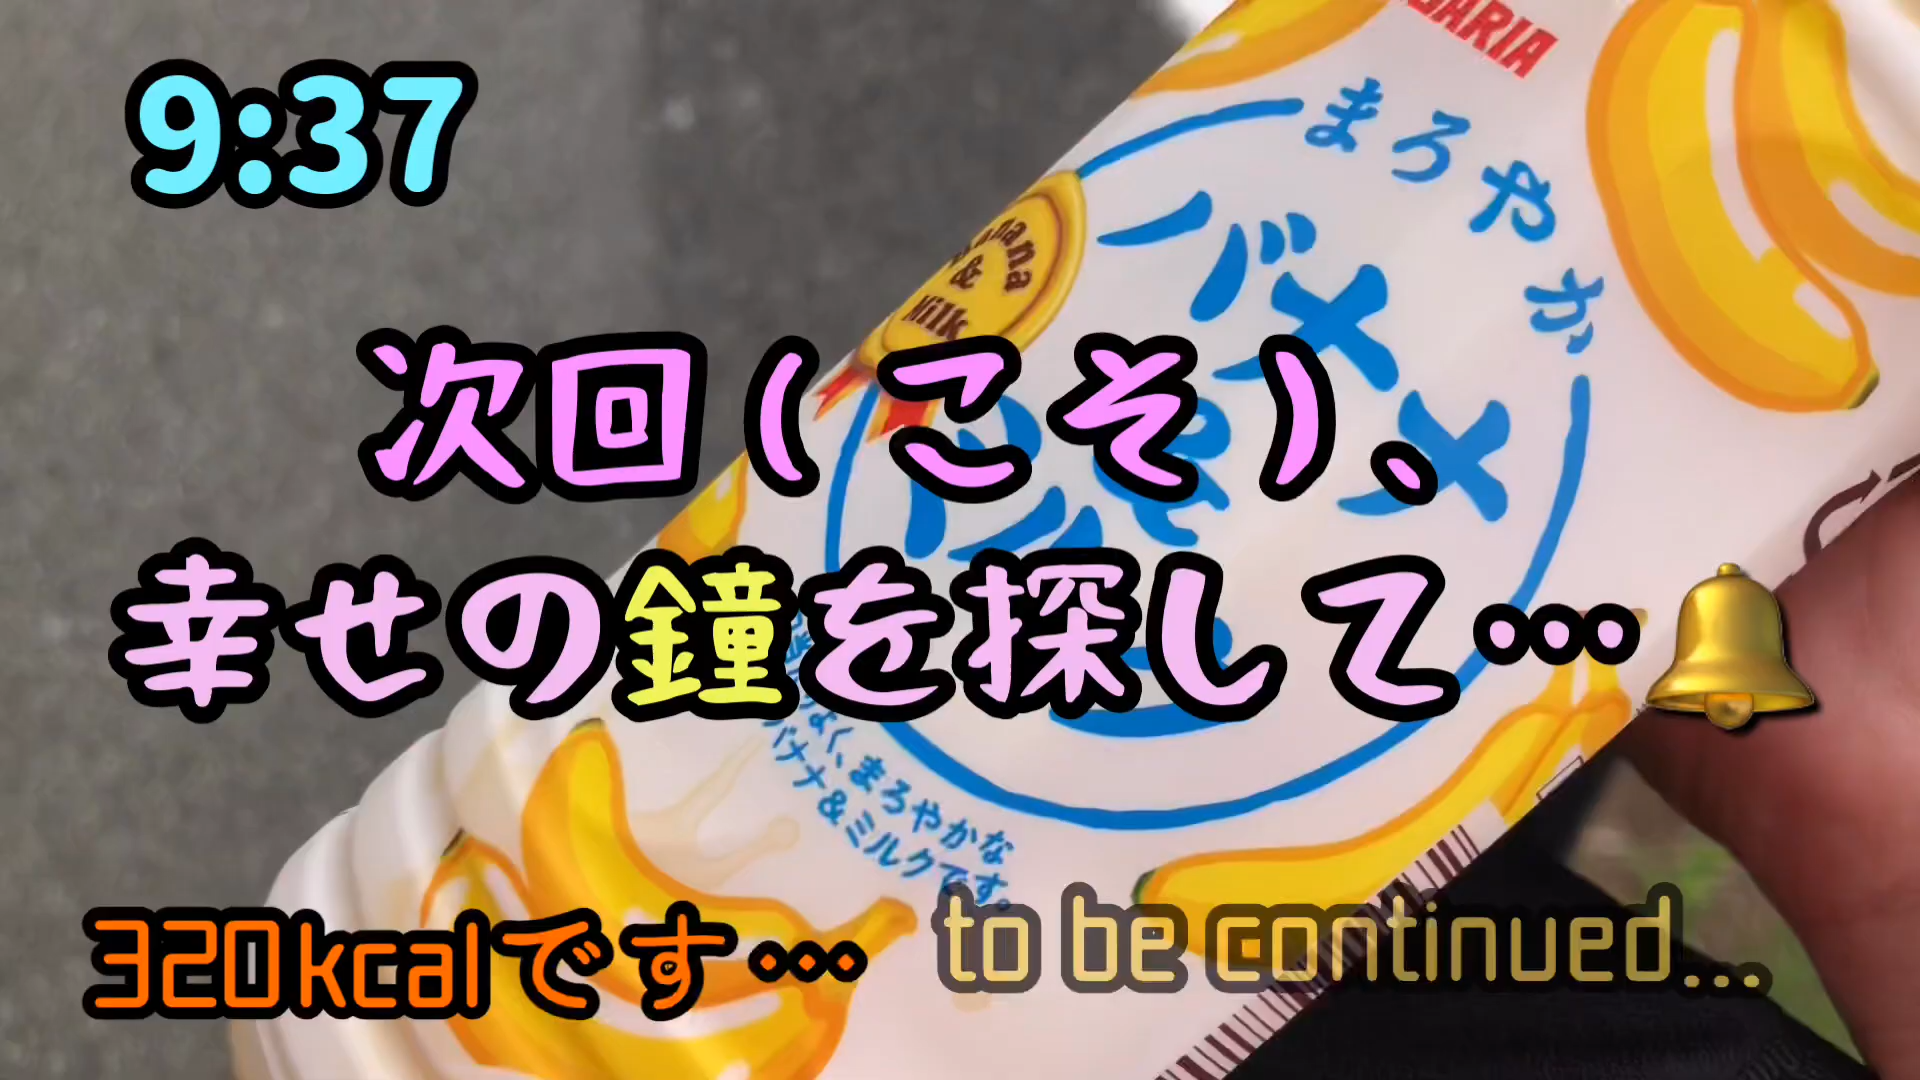 9:37
まろやか
Banana
&
Milk
次回(こそ)、
幸せの鐘を探して…🔔
よく、まろやかな
バナナ&ミルクです。
320kcalです…
to be continued...